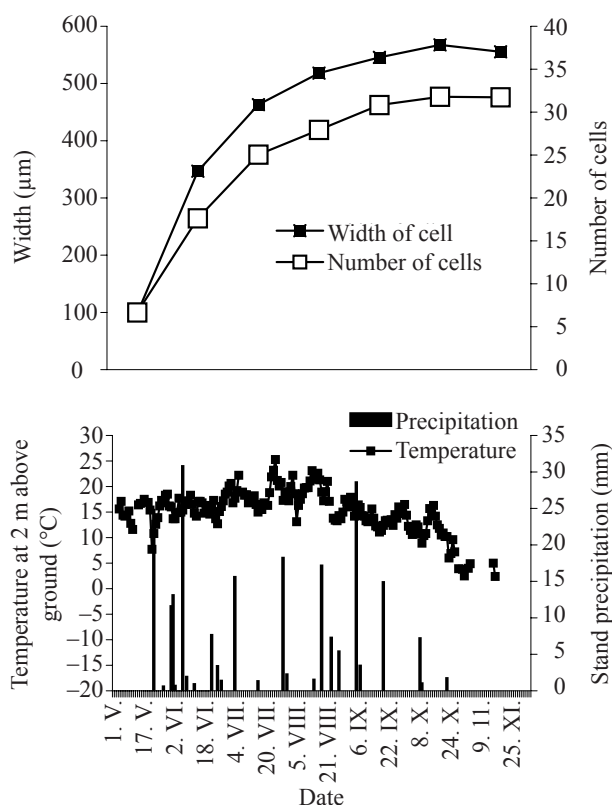 600
500
400
300
200
100
0
Width (µm)
40
35
30
25
20
15
10
5
0
Number of cells
Width of cell
Number of cells
Precipitation
Temperature
30
25
20
15
10
5
0
–5
–10
–15
–20
Temperature at 2 m above
ground (°C)
35
30
25
20
15
10
5
0
Stand precipitation (mm)
1. V.
17. V.
2. VI.
18. VI.
4. VII.
20. VII.
5. VIII.
21. VIII.
6. IX.
22. IX.
8. X.
24. X.
9. 11.
25. XI.
Date